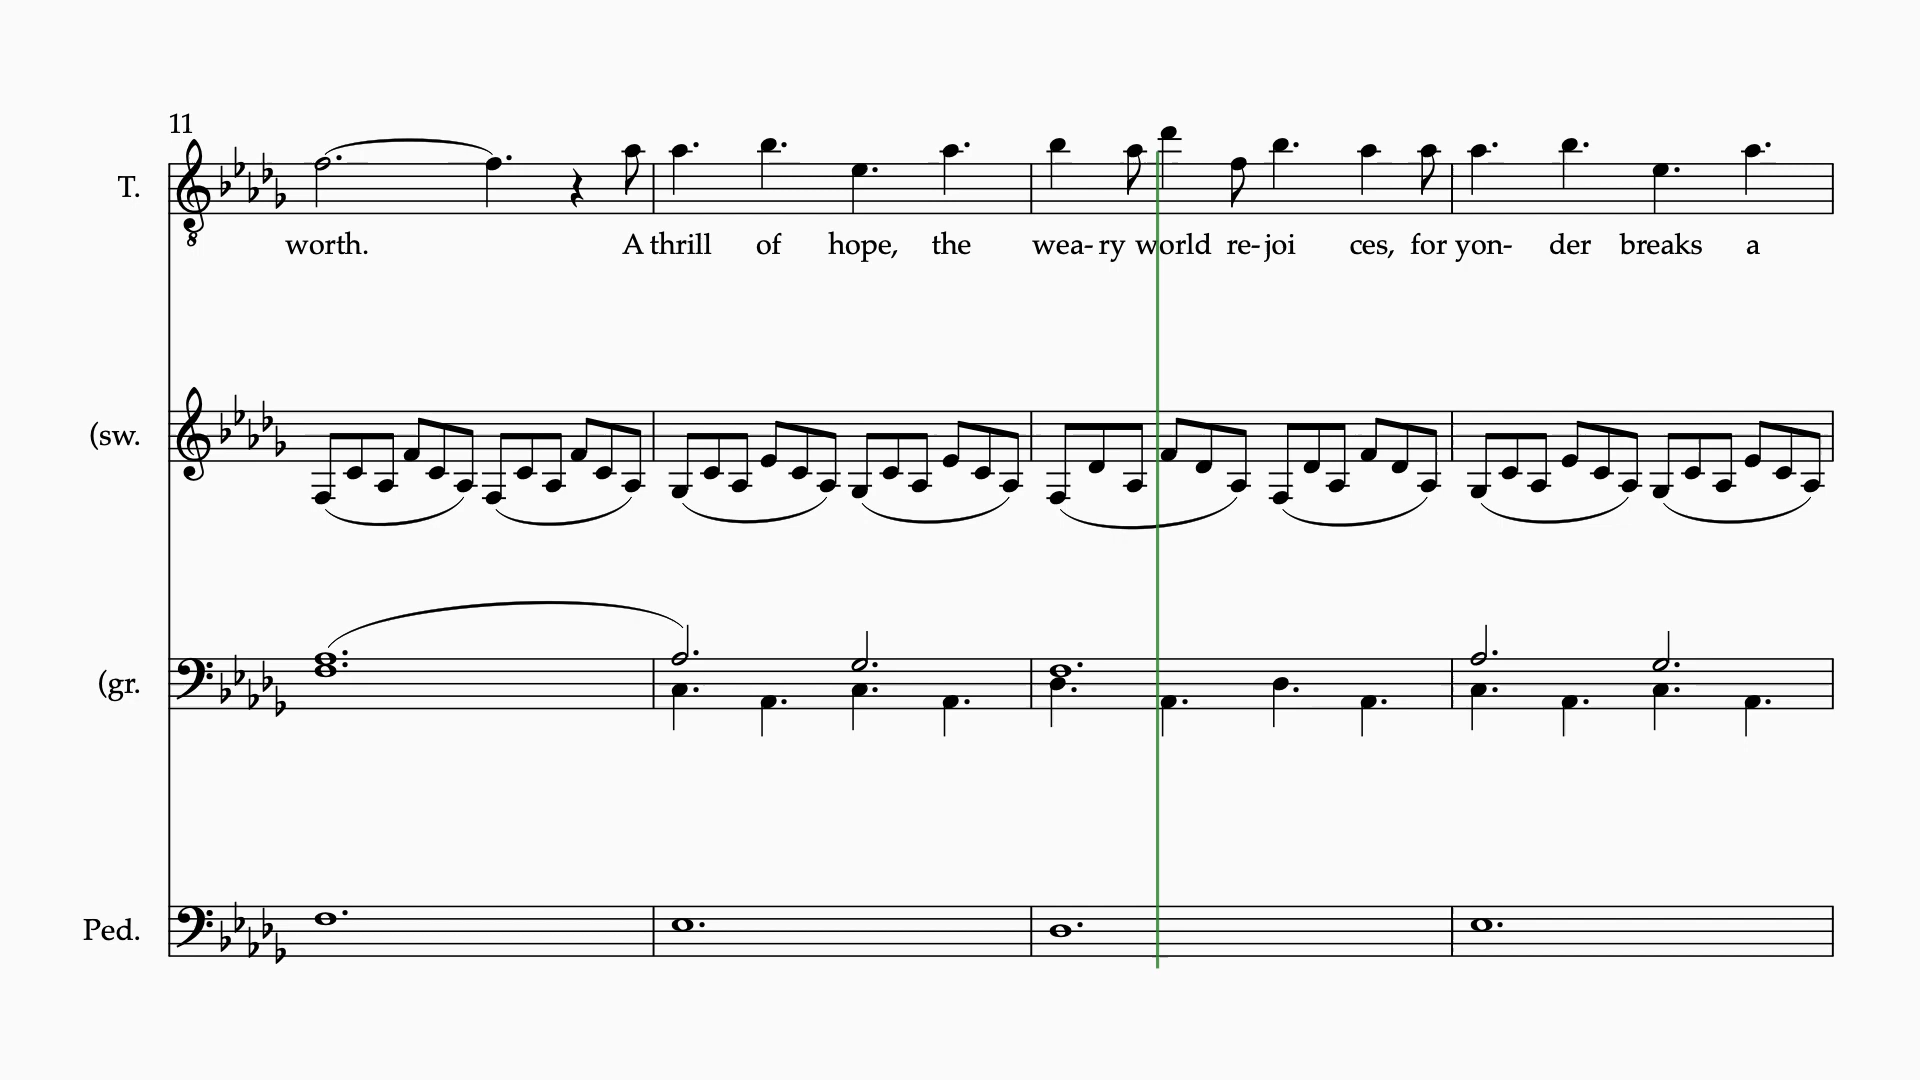 11
T.
8
worth. A thrill of hope, the wea- ry world re- joi ces, for yon- der breaks a
(sw.
(gr.
Ped.